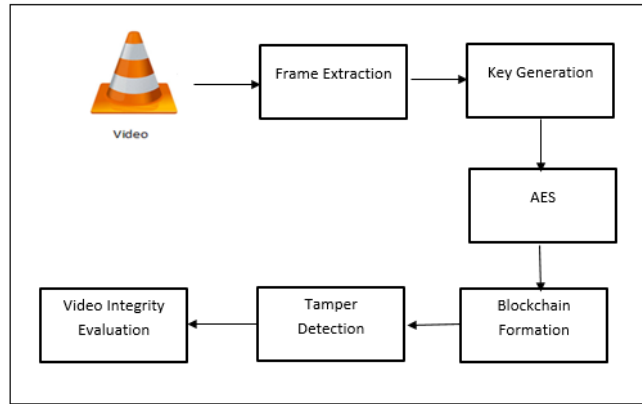 Video
Frame Extraction
Key Generation
AES
Blockchain
Formation
Tamper
Detection
Video Integrity
Evaluation